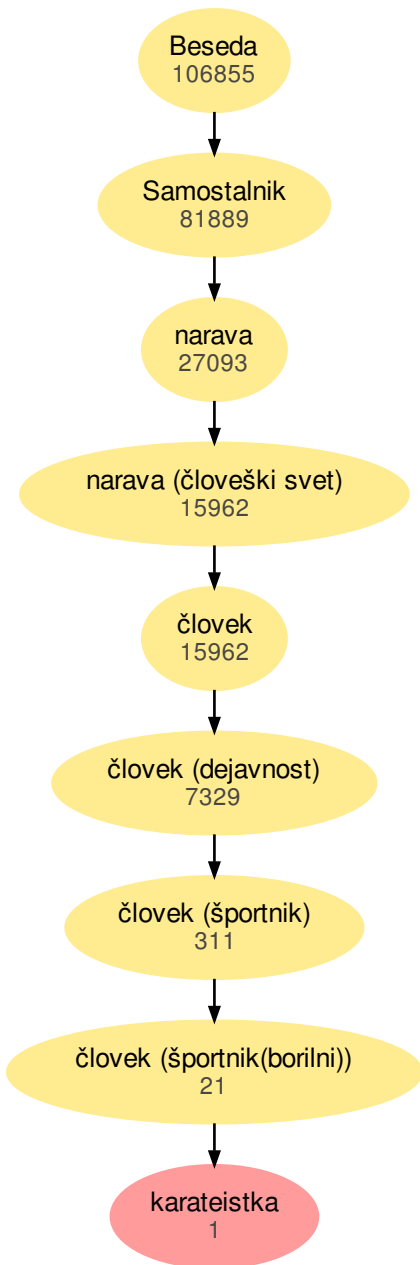 Beseda
106855
Samostalnik
81889
narava
27093
narava (človeški svet)
15962
človek
15962
človek (dejavnost)
7329
človek (športnik)
311
človek (športnik(borilni))
21
karateistka
1